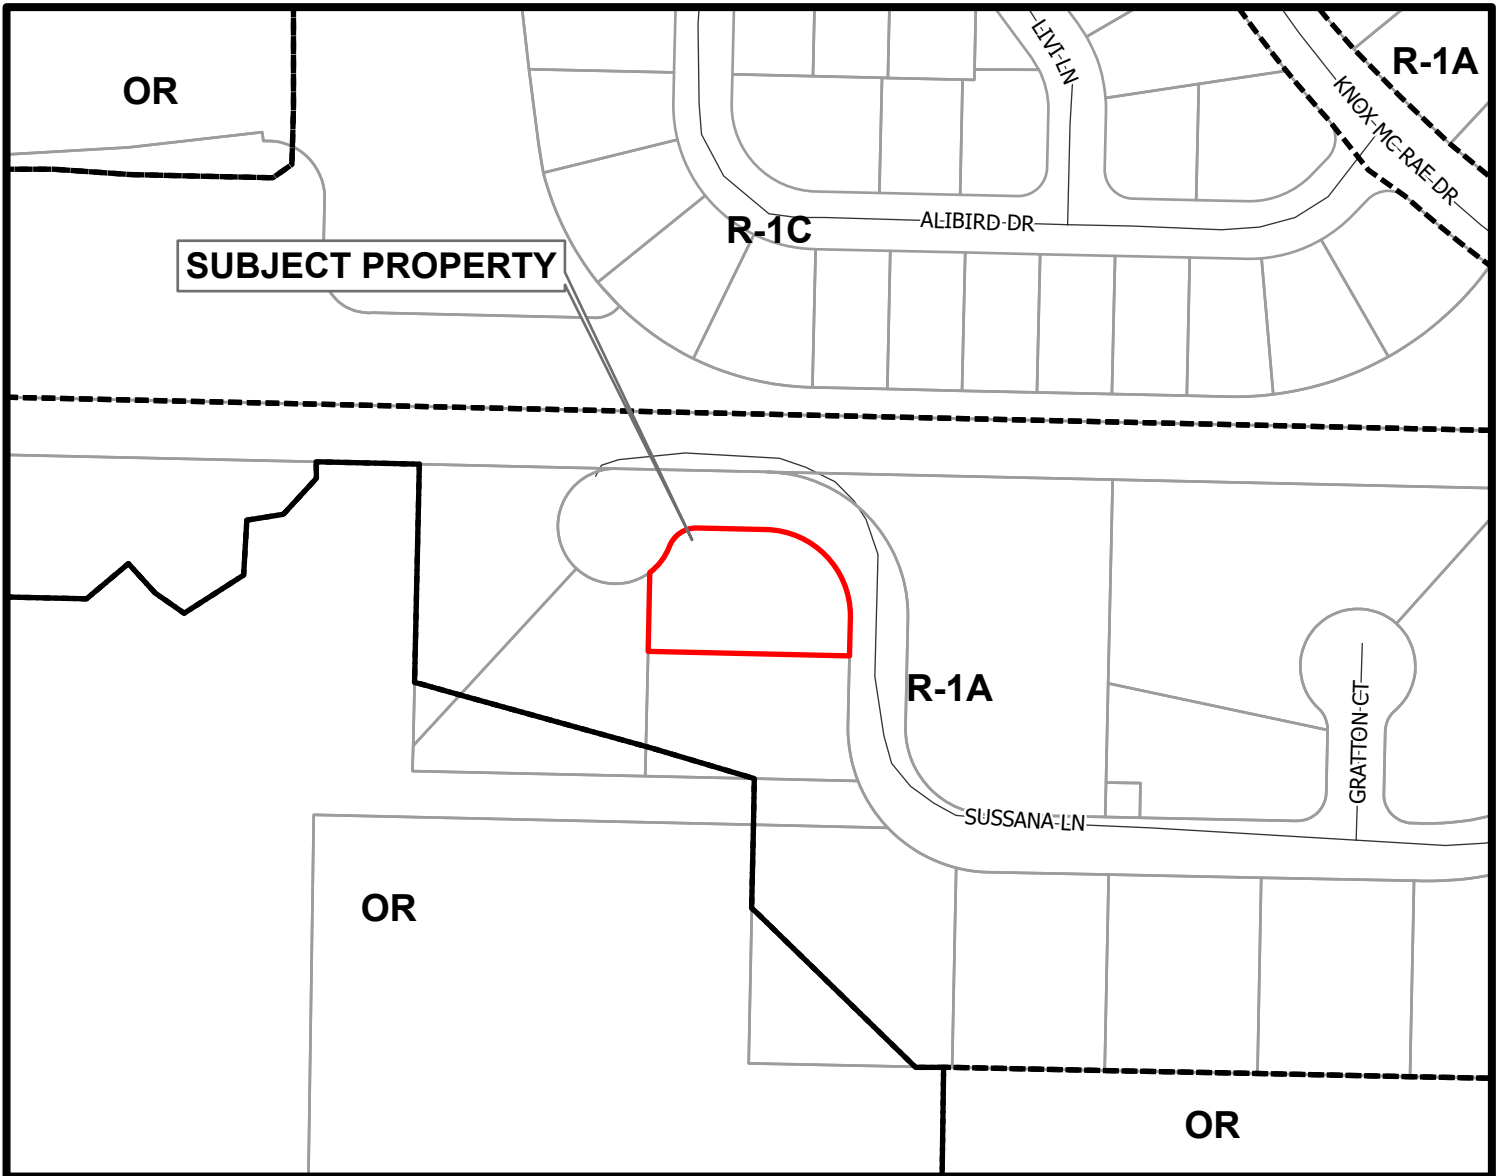 LIVI LN
R-1A
OR
KNOX MC RAE DR
ALIBIRD DR
R-1C
SUBJECT PROPERTY
R-1A
GRATTON CT
SUSSANA LN
OR
OR